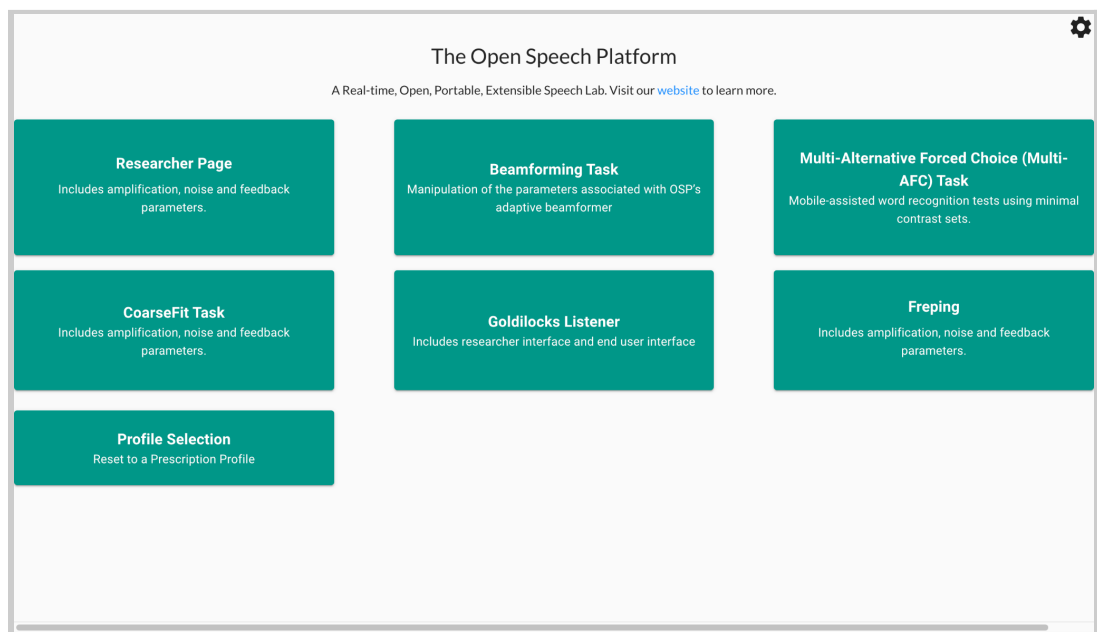 The Open Speech Platform
A Real-time, Open, Portable, Extensible Speech Lab. Visit our website to learn more.
Researcher Page
Includes amplification, noise and feedback
parameters.
Beamforming Task
Manipulation of the parameters associated with OSP's
adaptive beamformer
Multi-Alternative Forced Choice (Multi-
AFC) Task
Mobile-assisted word recognition tests using minimal
contrast sets.
CoarseFit Task
Includes amplification, noise and feedback
parameters.
Goldilocks Listener
Includes researcher interface and end user interface
Freping
Includes amplification, noise and feedback
parameters.
Profile Selection
Reset to a Prescription Profile